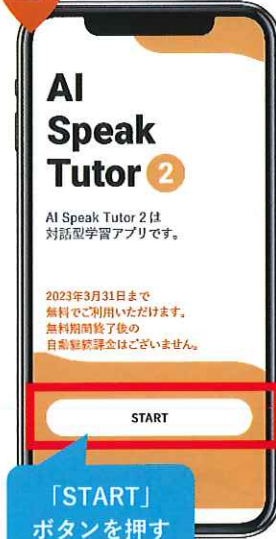 AI
Speak
Tutor 2
AI Speak Tutor 2 は
対話型学習アプリです。
2023年3月31日まで
無料でご利用いただけます。
無料期間終了後の
自動継続課金はございません。
START
「START」
ボタンを押す